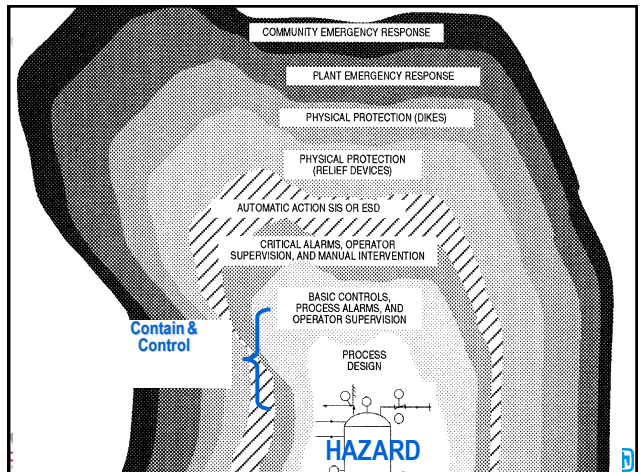 COMMUNITY EMERGENCY RESPONSE
PLANT EMERGENCY RESPONSE
PHYSICAL PROTECTION (DIKES)
PHYSICAL PROTECTION
(RELIEF DEVICES)
AUTOMATIC ACTION SIS OR ESD
CRITICAL ALARMS, OPERATOR
SUPERVISION, AND MANUAL INTERVENTION
BASIC CONTROLS,
PROCESS ALARMS, AND
OPERATOR SUPERVISION
Contain &
Control
PROCESS
DESIGN
HAZARD